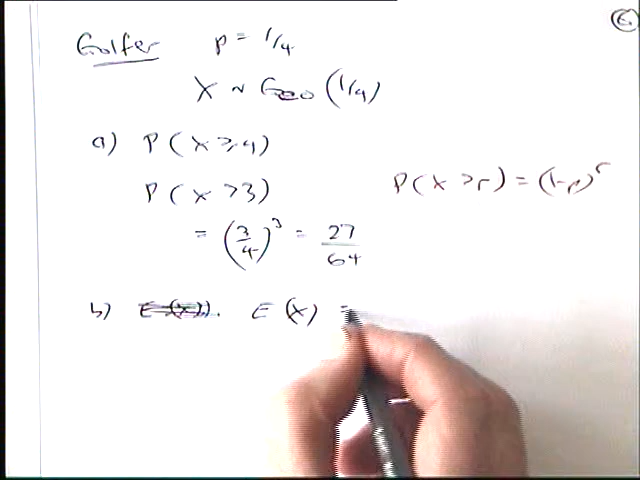 6
Golfer p = 1/4
X ~ Geo (1/4)
a) P(X ≥ 4)
P(X > 3)
P(X > r) = (1-p)^r
= (3/4)^3 = 27/64
b) E(X). E(X) =